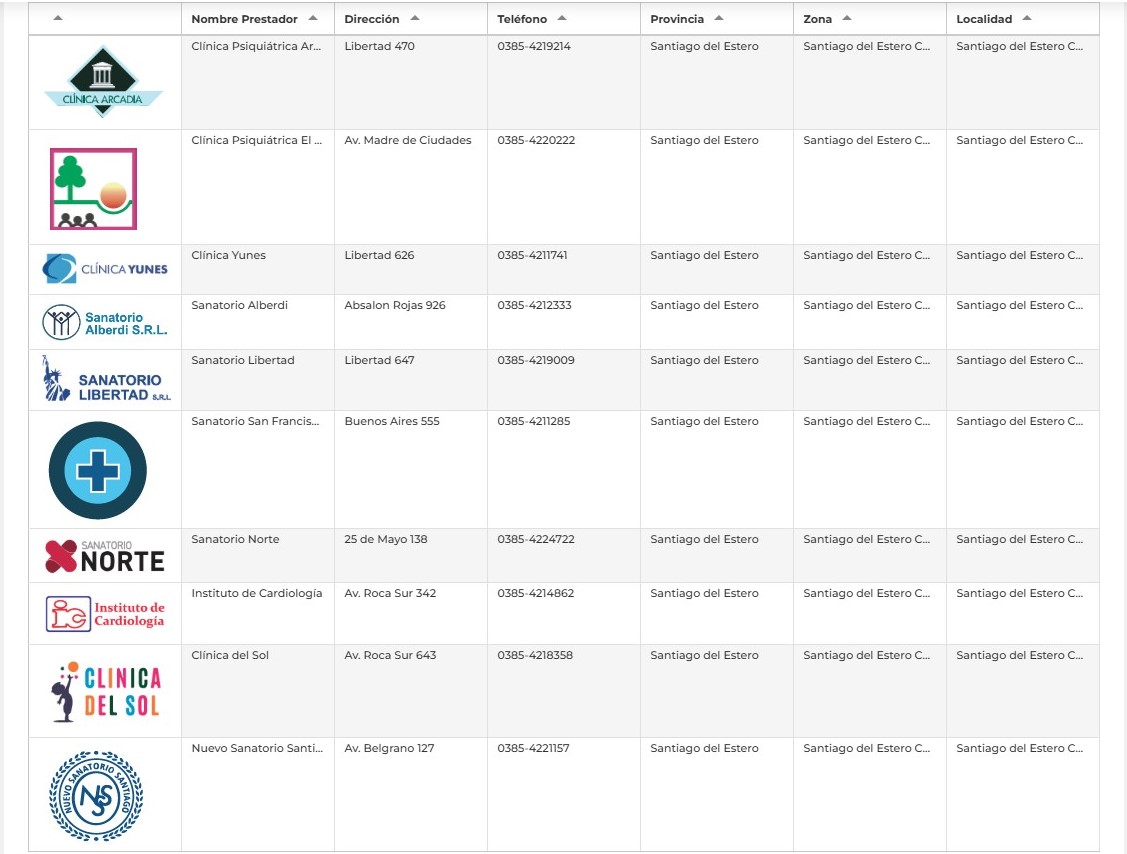 Nombre Prestador Dirección Teléfono Provincia Zona Localidad
CLÍNICA ARCADIA
Clínica Psiquiátrica Ar... Libertad 470 0385-4219214 Santiago del Estero Santiago del Estero C... Santiago del Estero C...
Clínica Psiquiátrica El ... Av. Madre de Ciudades 0385-4220222 Santiago del Estero Santiago del Estero C... Santiago del Estero C...
CLÍNICA YUNES
Clínica Yunes Libertad 626 0385-4211741 Santiago del Estero Santiago del Estero C... Santiago del Estero C...
Sanatorio
Alberdi S.R.L.
Sanatorio Alberdi Absalon Rojas 926 0385-4212333 Santiago del Estero Santiago del Estero C... Santiago del Estero C...
SANATORIO
LIBERTAD S.R.L.
Sanatorio Libertad Libertad 647 0385-4219009 Santiago del Estero Santiago del Estero C... Santiago del Estero C...
Sanatorio San Francis... Buenos Aires 555 0385-4211285 Santiago del Estero Santiago del Estero C... Santiago del Estero C...
SANATORIO
NORTE
Sanatorio Norte 25 de Mayo 138 0385-4224722 Santiago del Estero Santiago del Estero C... Santiago del Estero C...
ic Instituto de
Cardiología
Instituto de Cardiología Av. Roca Sur 342 0385-4214862 Santiago del Estero Santiago del Estero C... Santiago del Estero C...
CLINICA
DEL SOL
Clínica del Sol Av. Roca Sur 643 0385-4218358 Santiago del Estero Santiago del Estero C... Santiago del Estero C...
NUEVO SANATORIO SANTIAGO
NSS
Nuevo Sanatorio Santi... Av. Belgrano 127 0385-4221157 Santiago del Estero Santiago del Estero C... Santiago del Estero C...